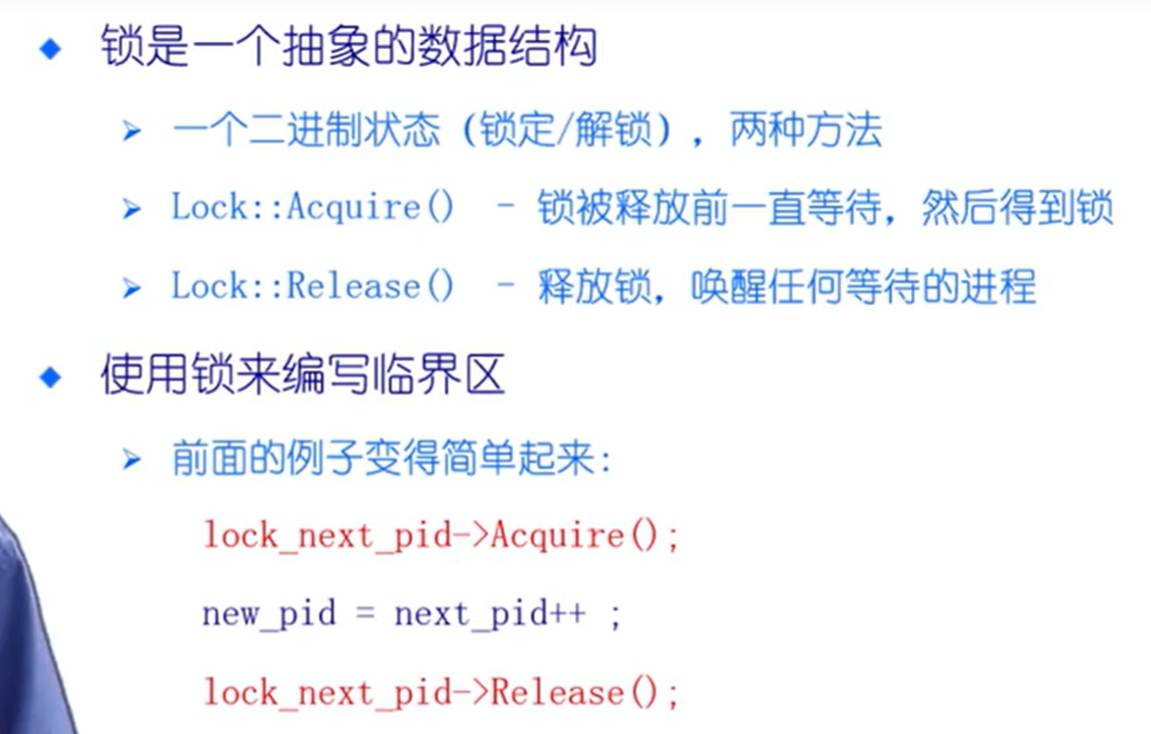 锁是一个抽象的数据结构
一个二进制状态（锁定/解锁），两种方法
Lock::Acquire() - 锁被释放前一直等待，然后得到锁
Lock::Release() - 释放锁，唤醒任何等待的进程
使用锁来编写临界区
前面的例子变得简单起来：
lock_next_pid->Acquire();
new_pid = next_pid++ ;
lock_next_pid->Release();